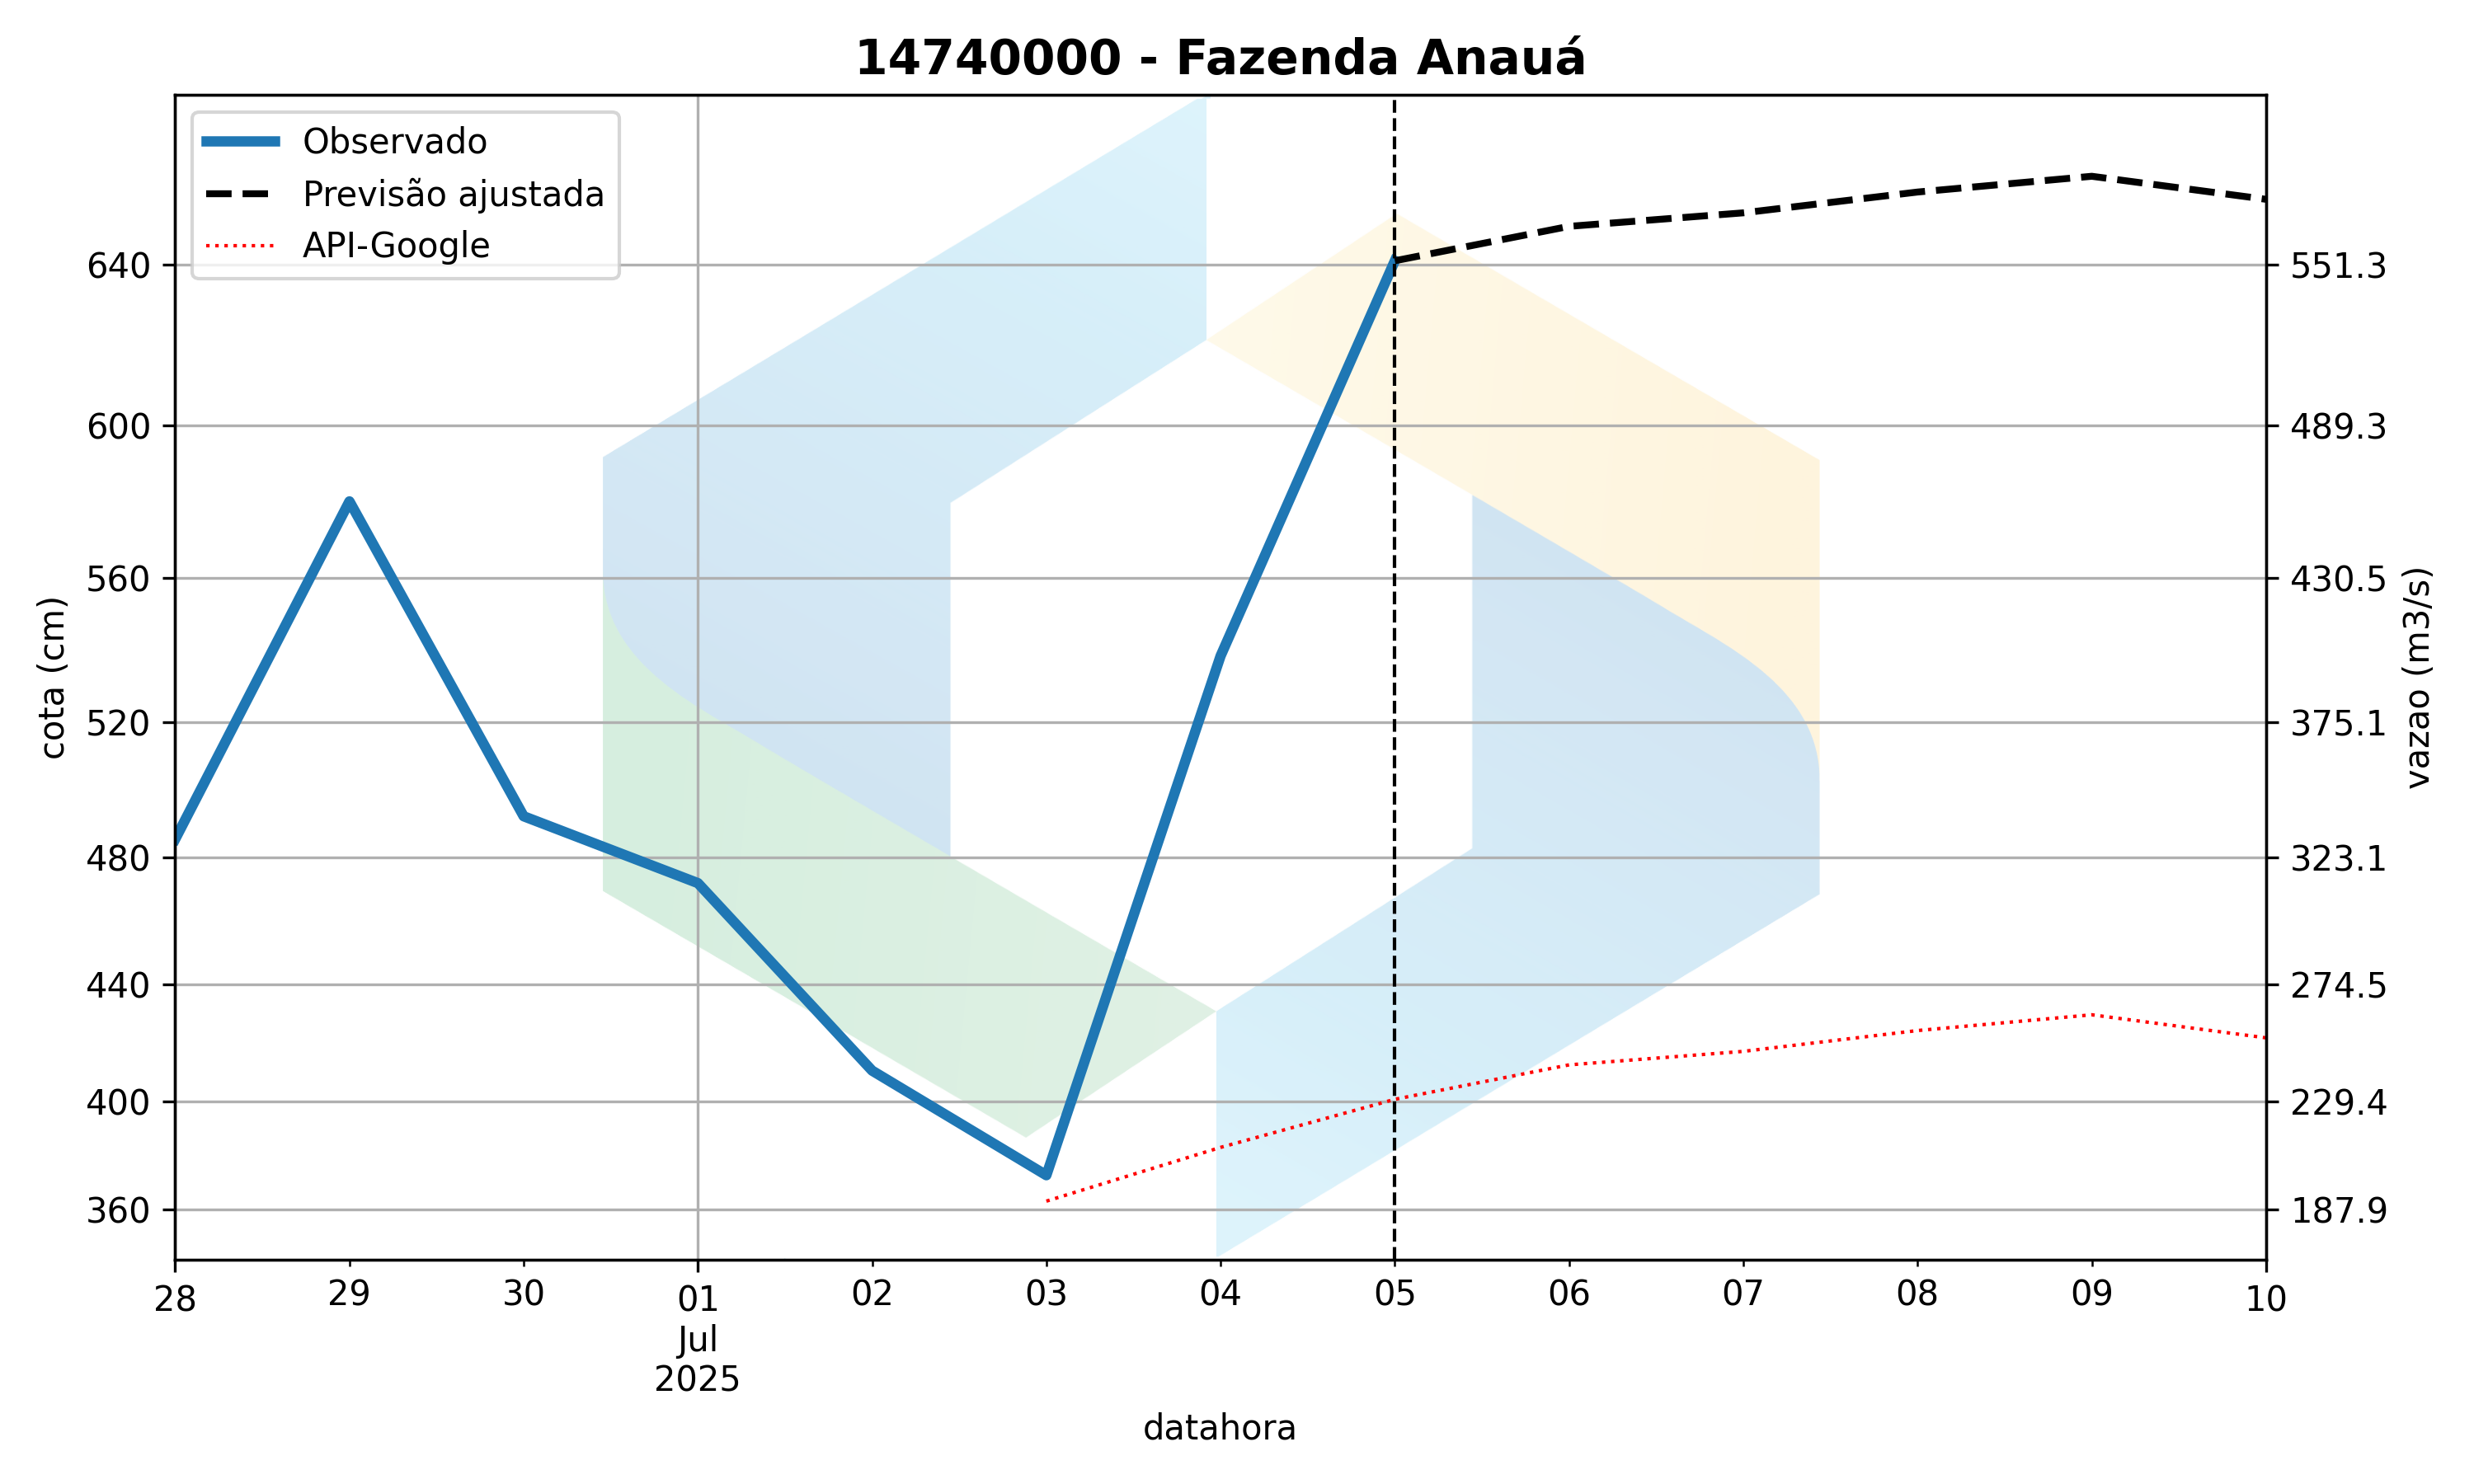 14740000 - Fazenda Anauá
Observado
Previsão ajustada
API-Google
640
600
560
520
480
440
400
360
cota (cm)
551.3
489.3
430.5
375.1
323.1
274.5
229.4
187.9
vazao (m3/s)
28 29 30 01 02 03 04 05 06 07 08 09 10
Jul
2025
datahora